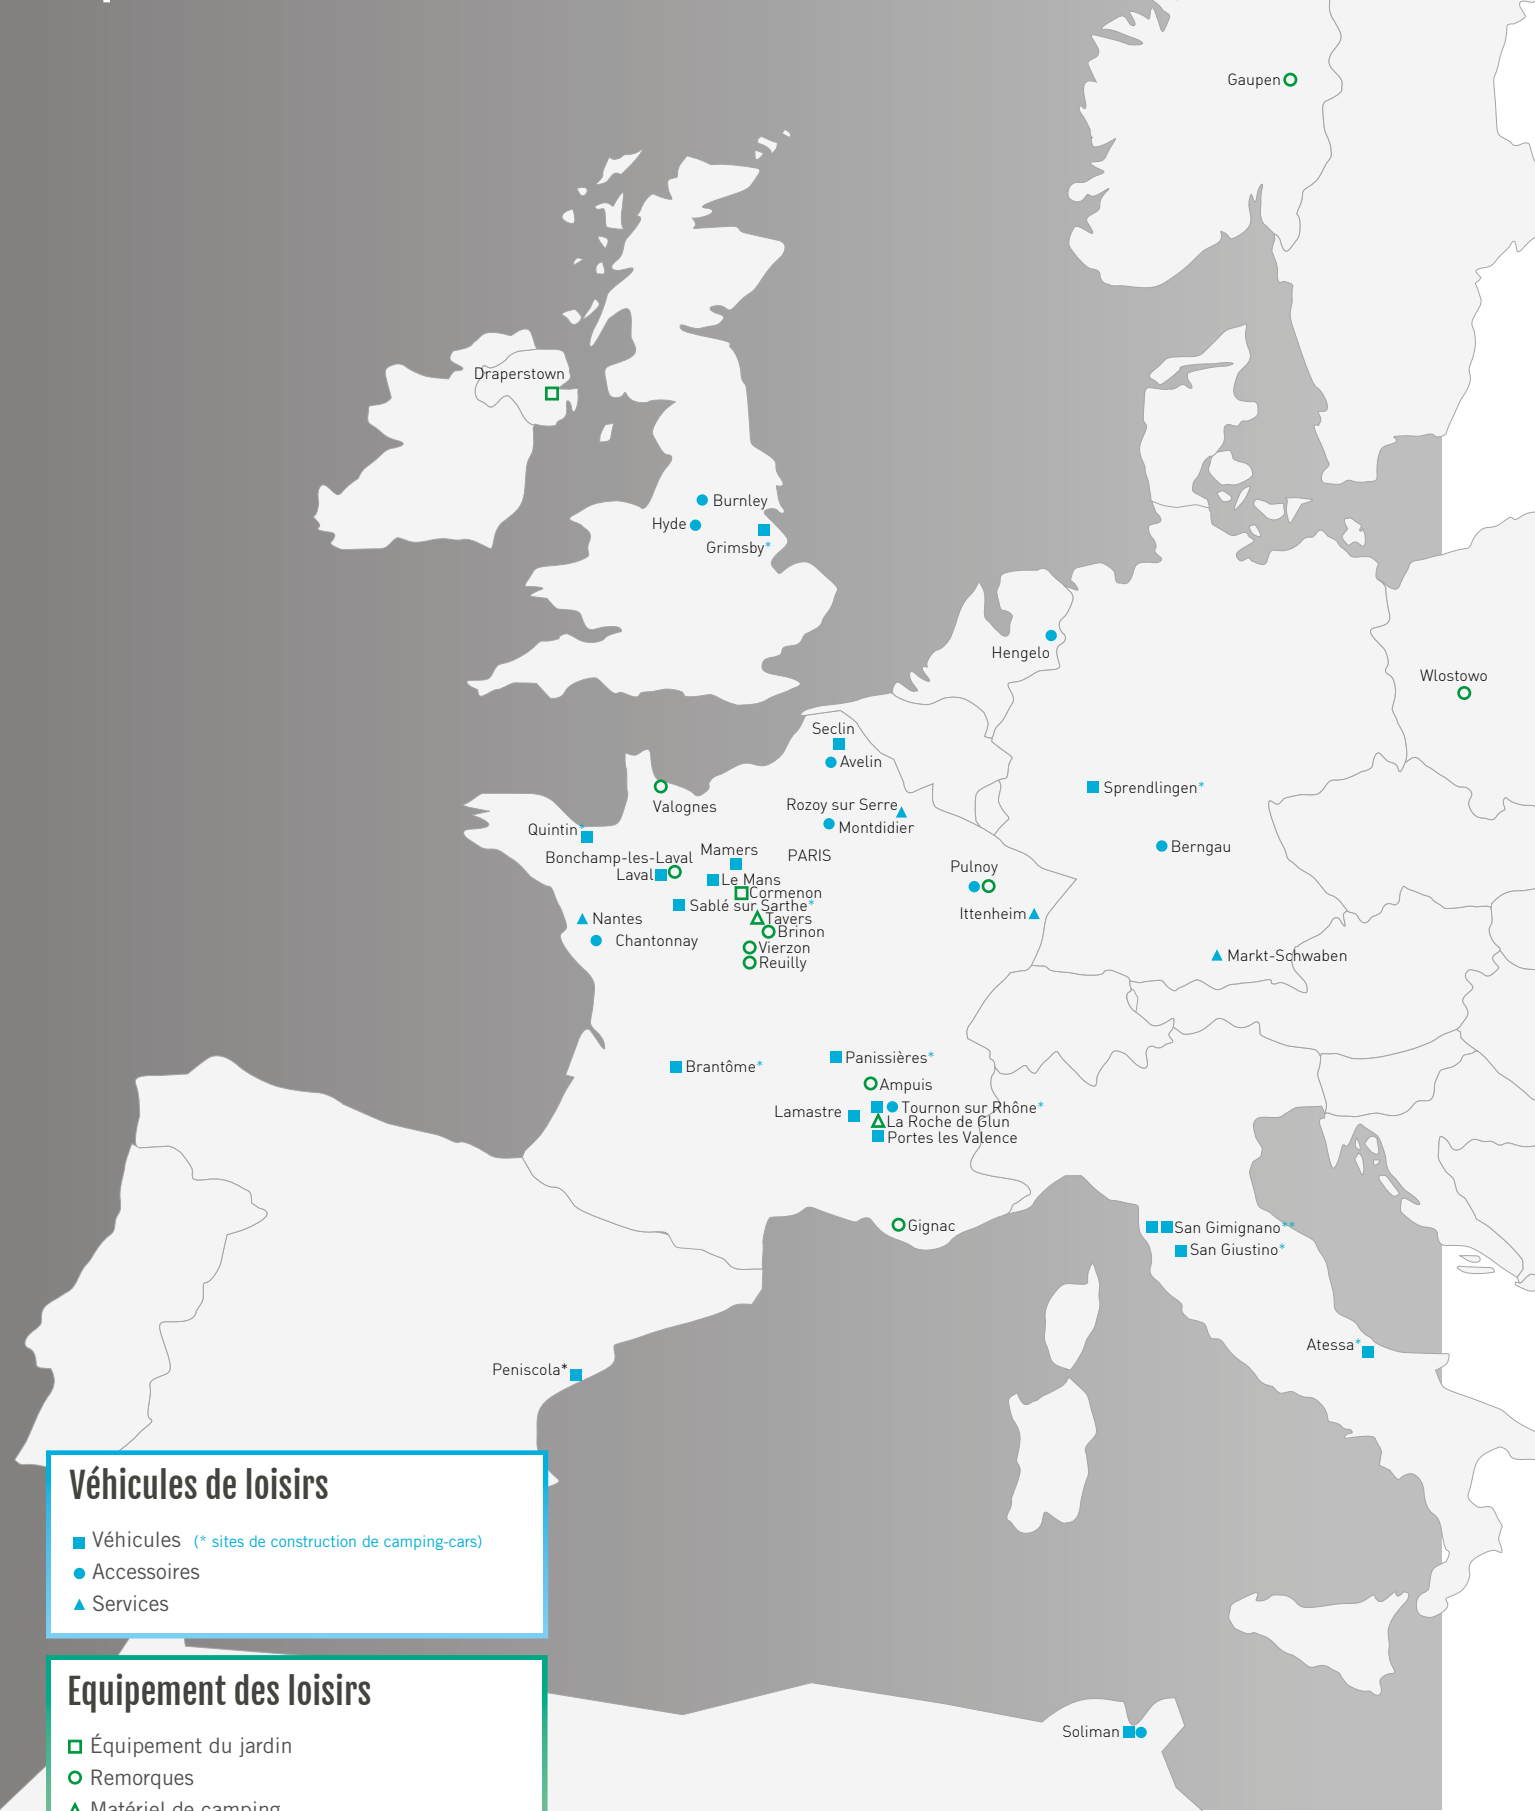 Gaupen
Draperstown
Burnley
Hyde
Grimsby*
Hengelo
Wlostowo
Seclin
Avelin
Sprendlingen*
Rozoy sur Serre
Valognes
Montdidier
Quintin*
Berngau
Mamers
PARIS
Bonchamp-les-Laval
Pulnoy
Laval
Le Mans
Cormenon
Sablé sur Sarthe*
Ittenheim
Nantes
Tavers
Brinon
Chantonnay
Vierzon
Markt-Schwaben
Reuilly
Panissières*
Brantôme*
Ampuis
Tournon sur Rhône*
Lamastre
La Roche de Glun
Portes les Valence
Gignac
San Gimignano**
San Giustino*
Atessa*
Peniscola*
Véhicules de loisirs
Véhicules (* sites de construction de camping-cars)
Accessoires
Services
Equipement des loisirs
Soliman
Équipement du jardin
Remorques
Matériel de camping